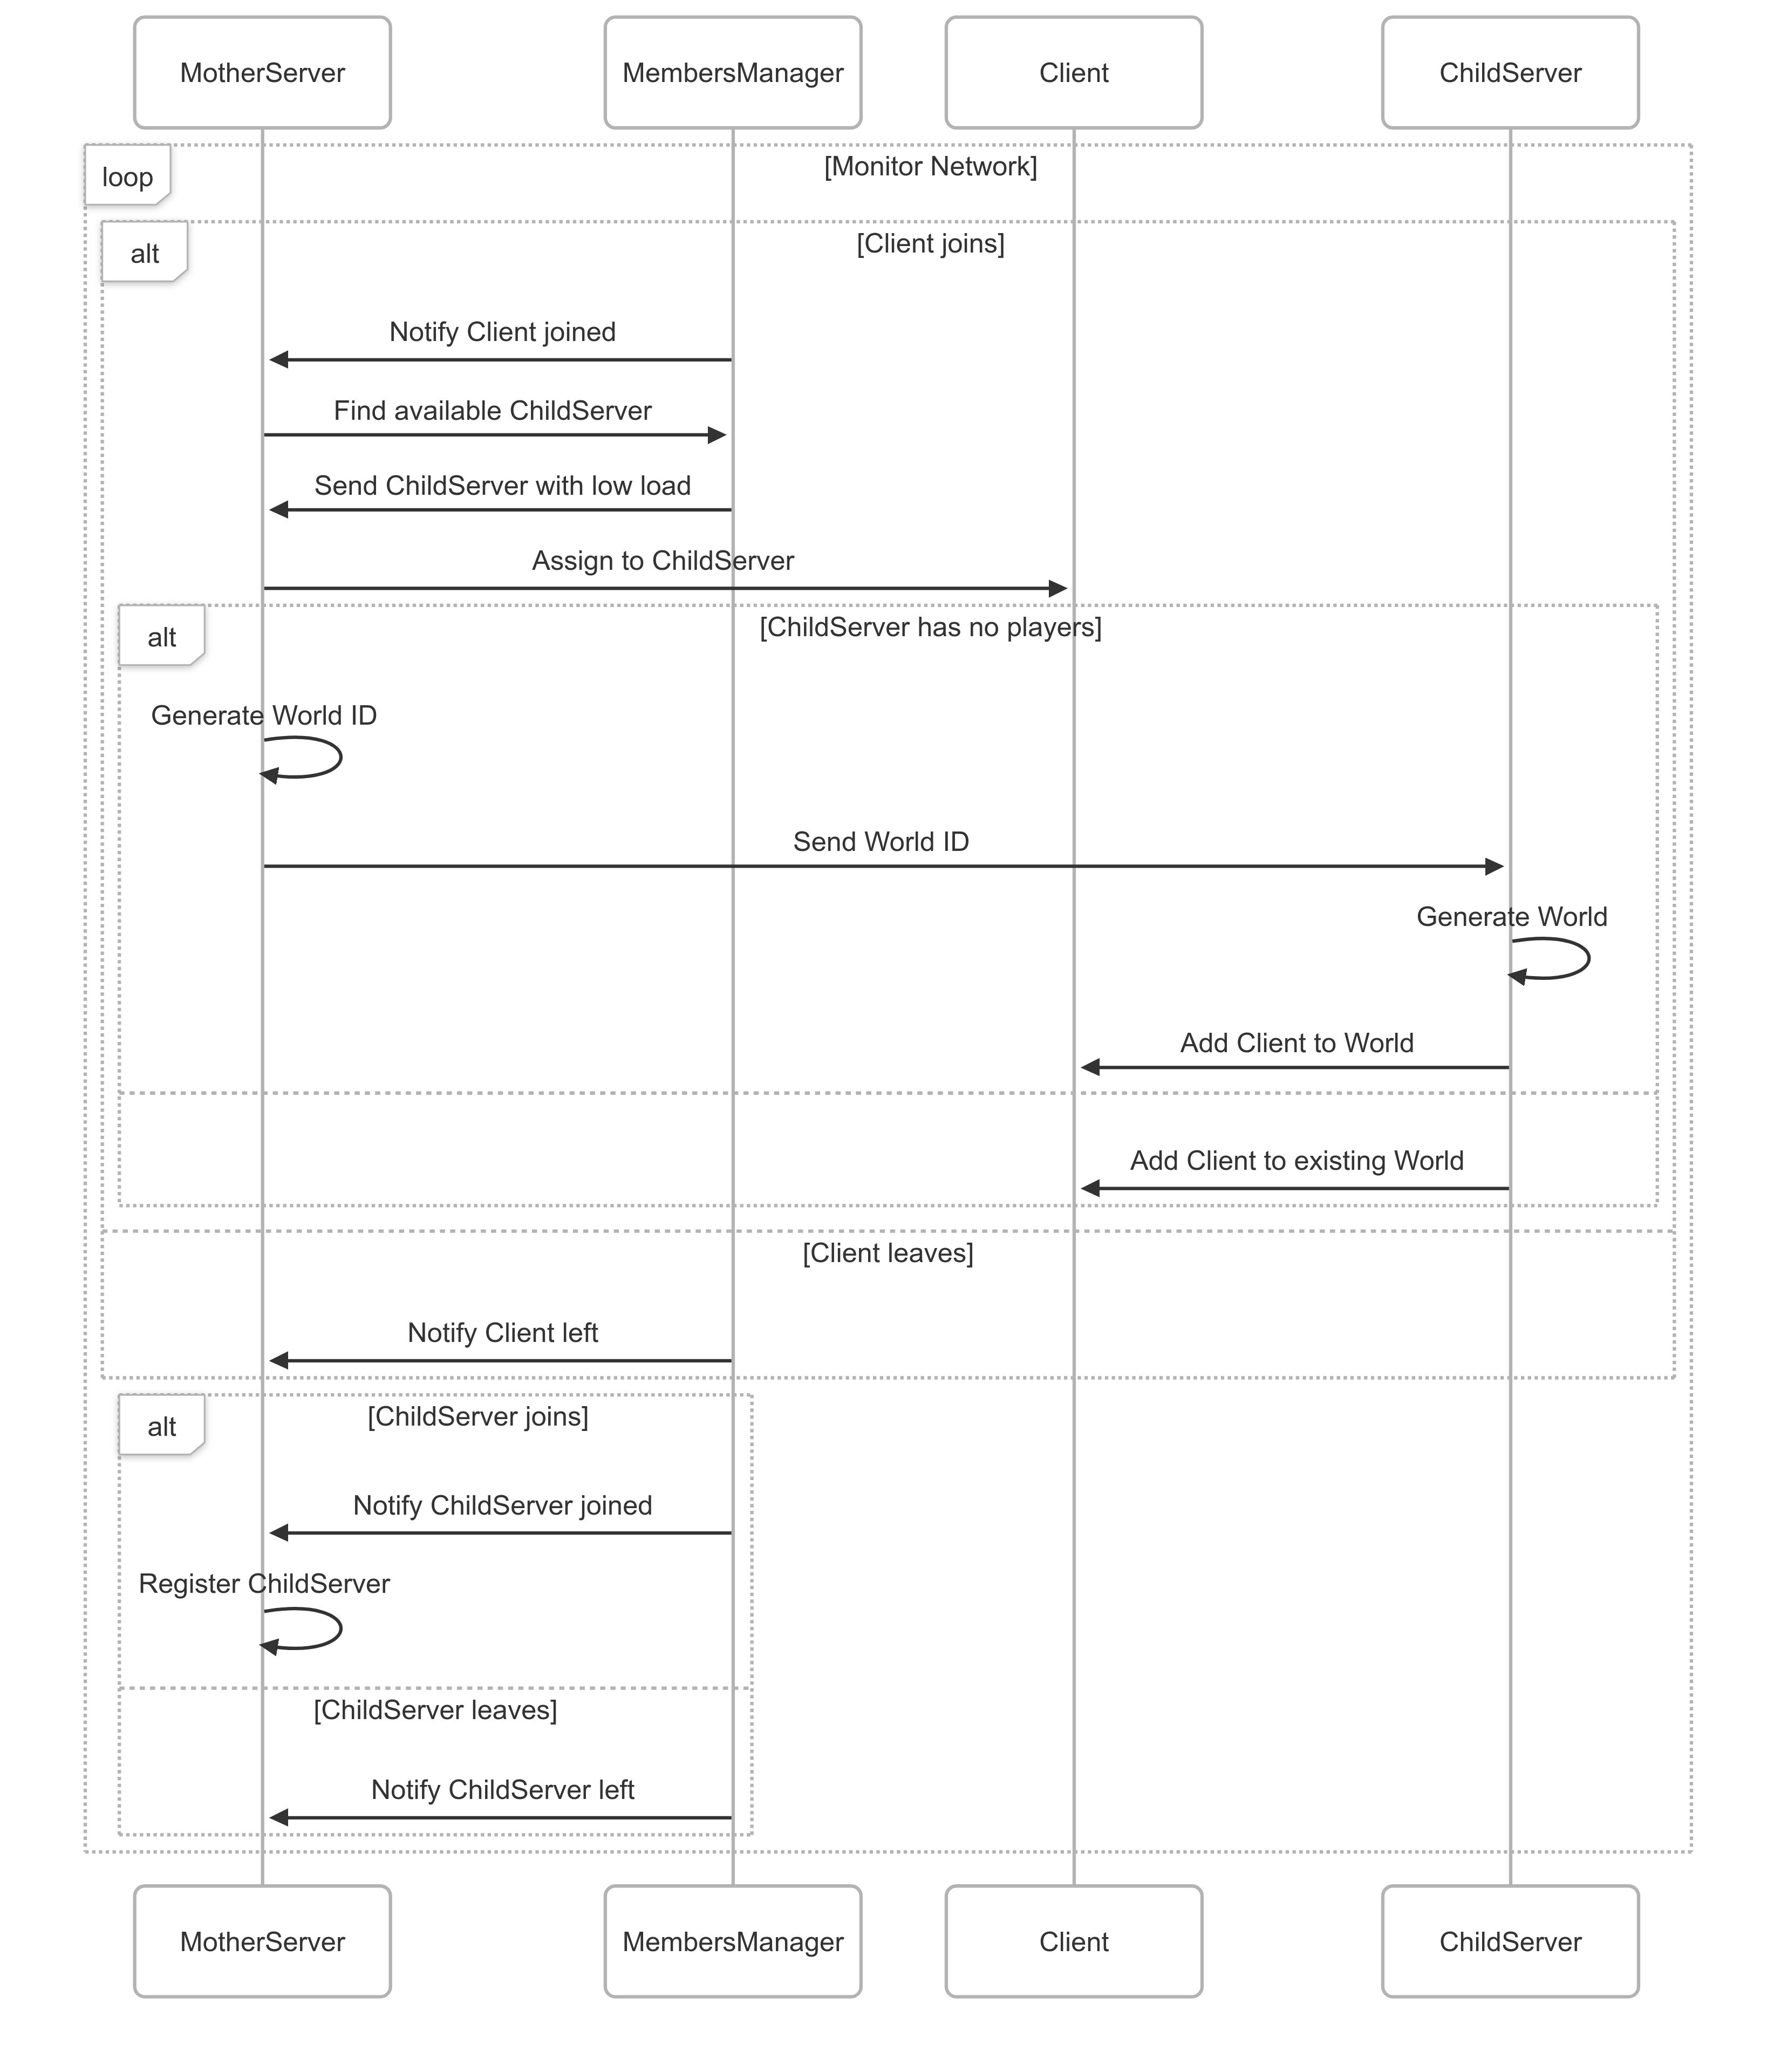 MotherServer
MembersManager
Client
ChildServer
loop
[Monitor Network]
alt
[Client joins]
Notify Client joined
Find available ChildServer
Send ChildServer with low load
Assign to ChildServer
alt
[ChildServer has no players]
Generate World ID
Send World ID
Generate World
Add Client to World
Add Client to existing World
[Client leaves]
Notify Client left
alt
[ChildServer joins]
Notify ChildServer joined
Register ChildServer
[ChildServer leaves]
Notify ChildServer left
MotherServer
MembersManager
Client
ChildServer